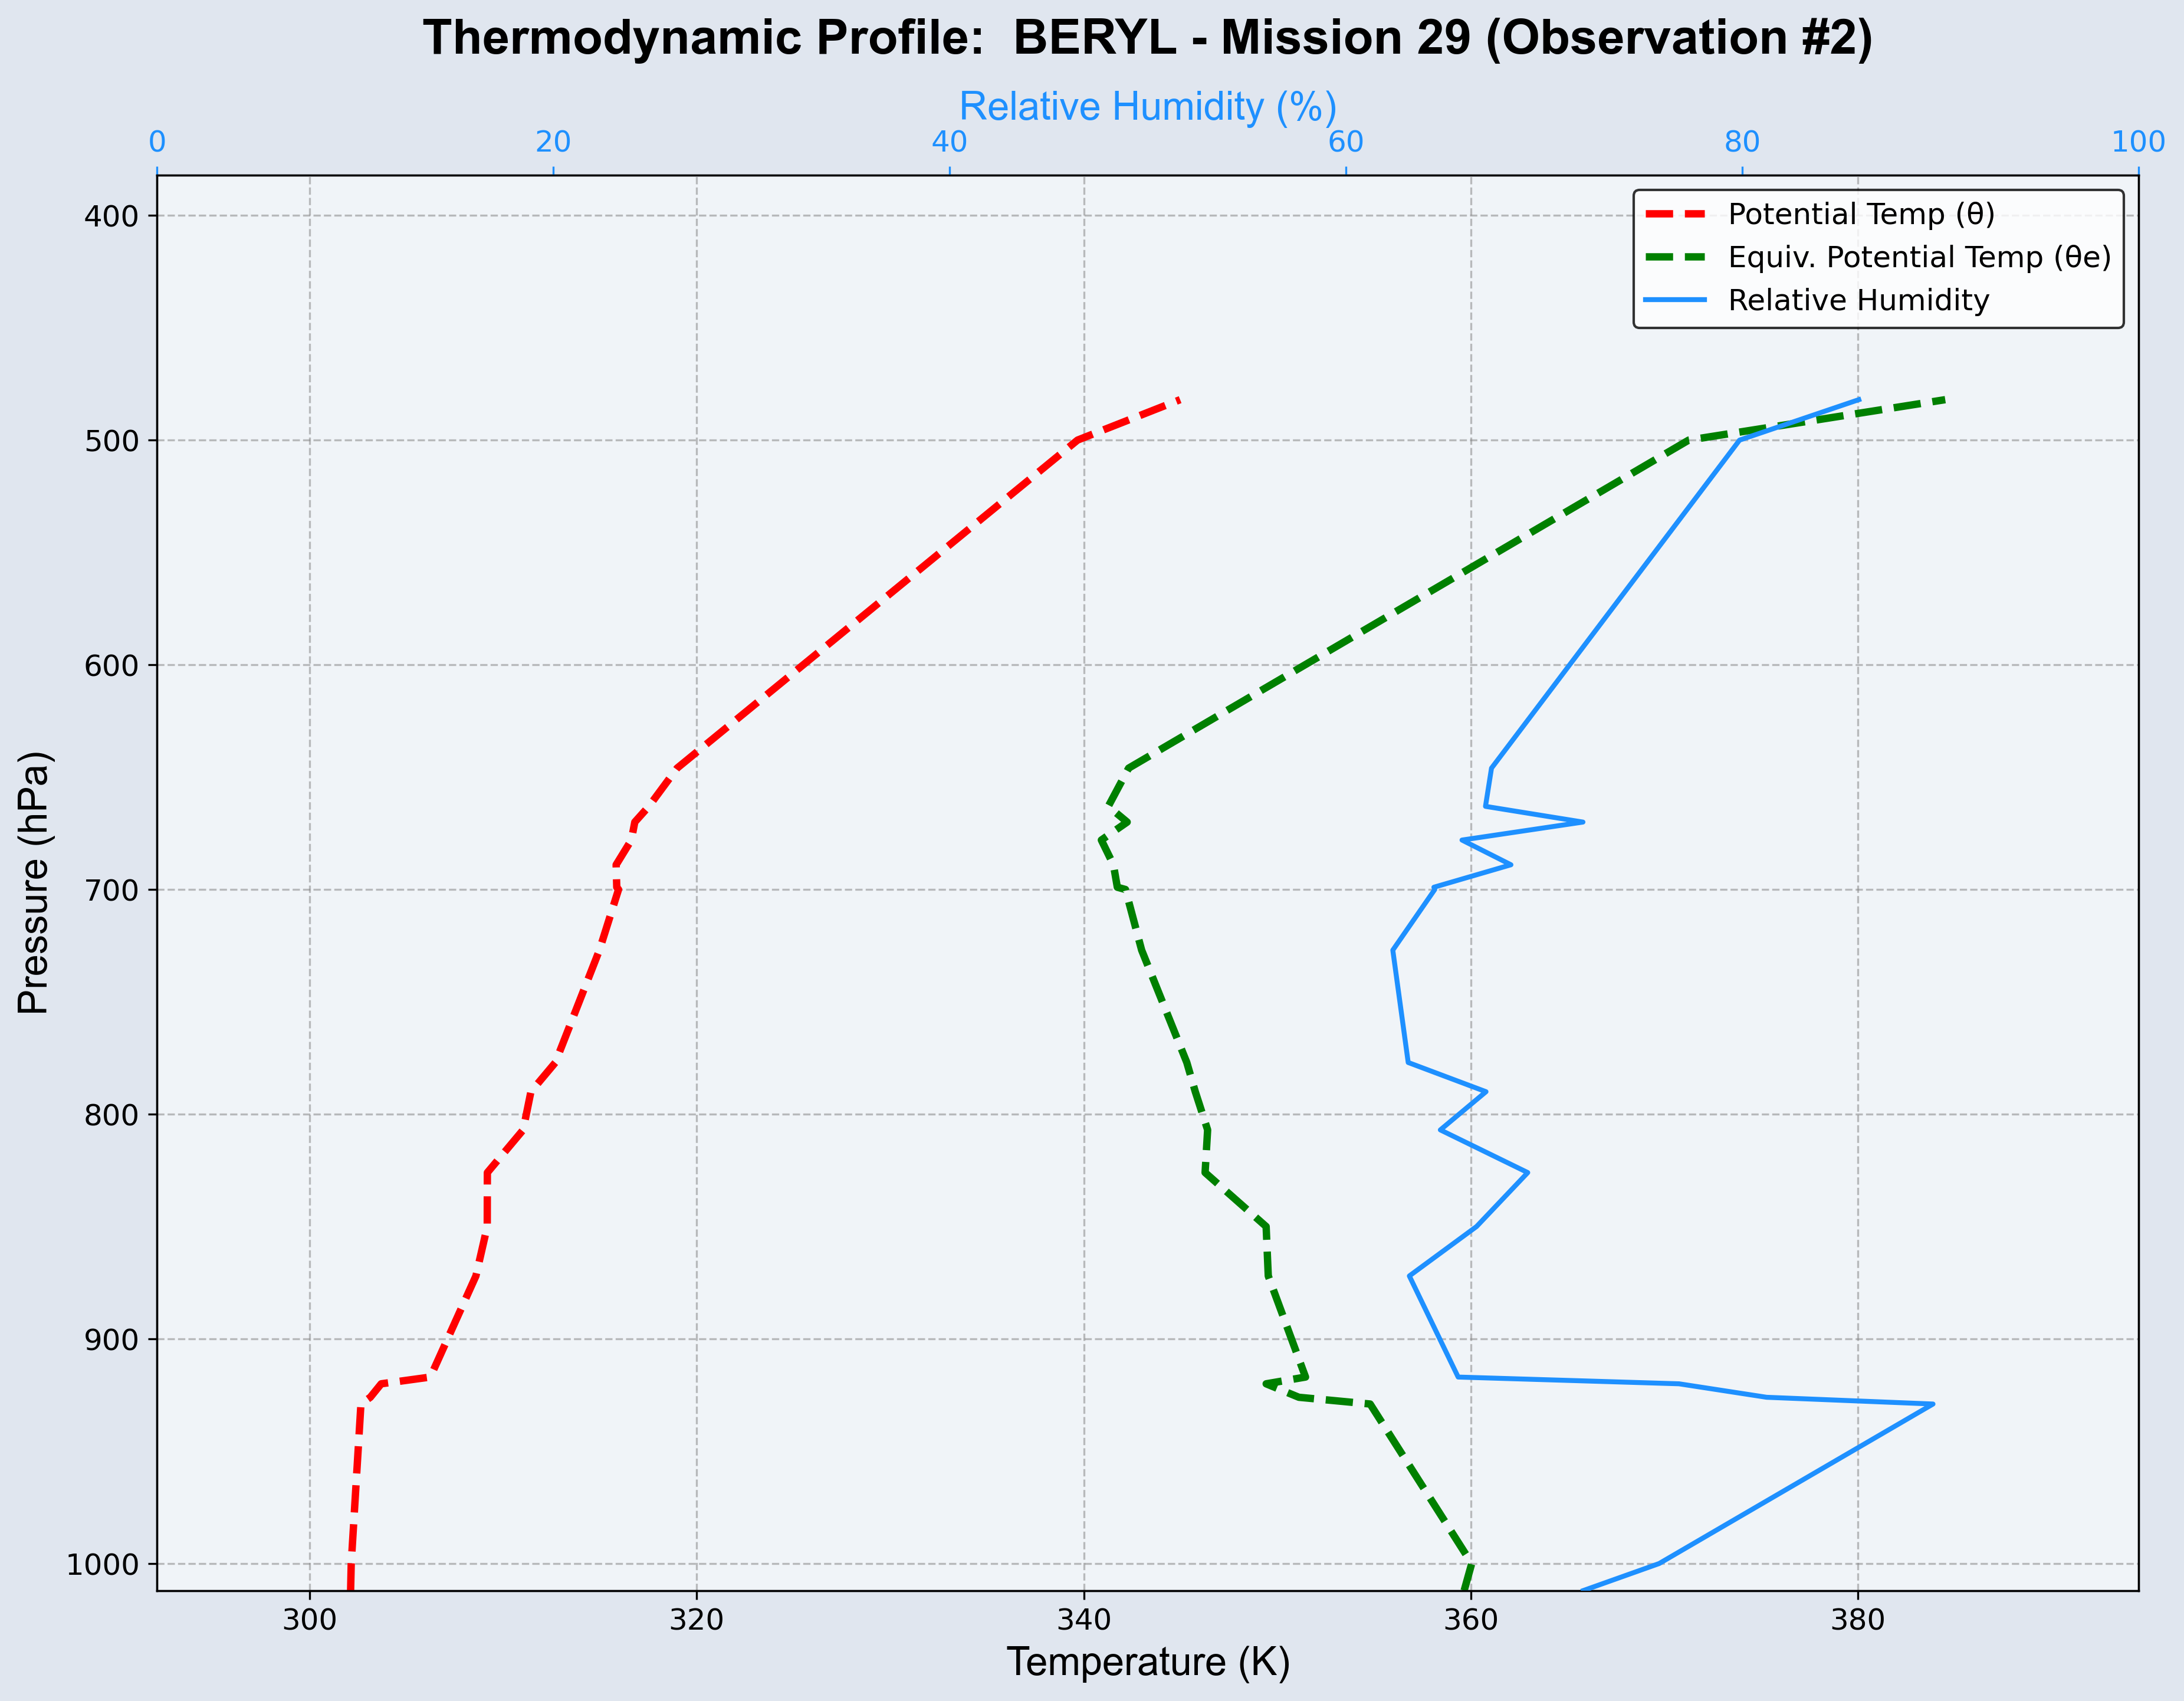 Thermodynamic Profile:  BERYL - Mission 29 (Observation #2)
Relative Humidity (%)
0 20 40 60 80 100
Potential Temp (θ)
Equiv. Potential Temp (θe)
Relative Humidity
Pressure (hPa)
400
500
600
700
800
900
1000
300 320 340 360 380
Temperature (K)